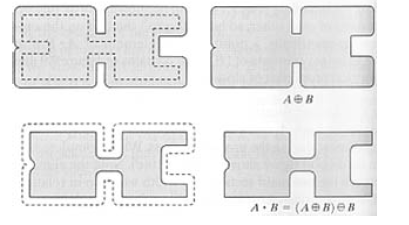 A ⊕ B
A • B = (A ⊕ B) ⊖ B